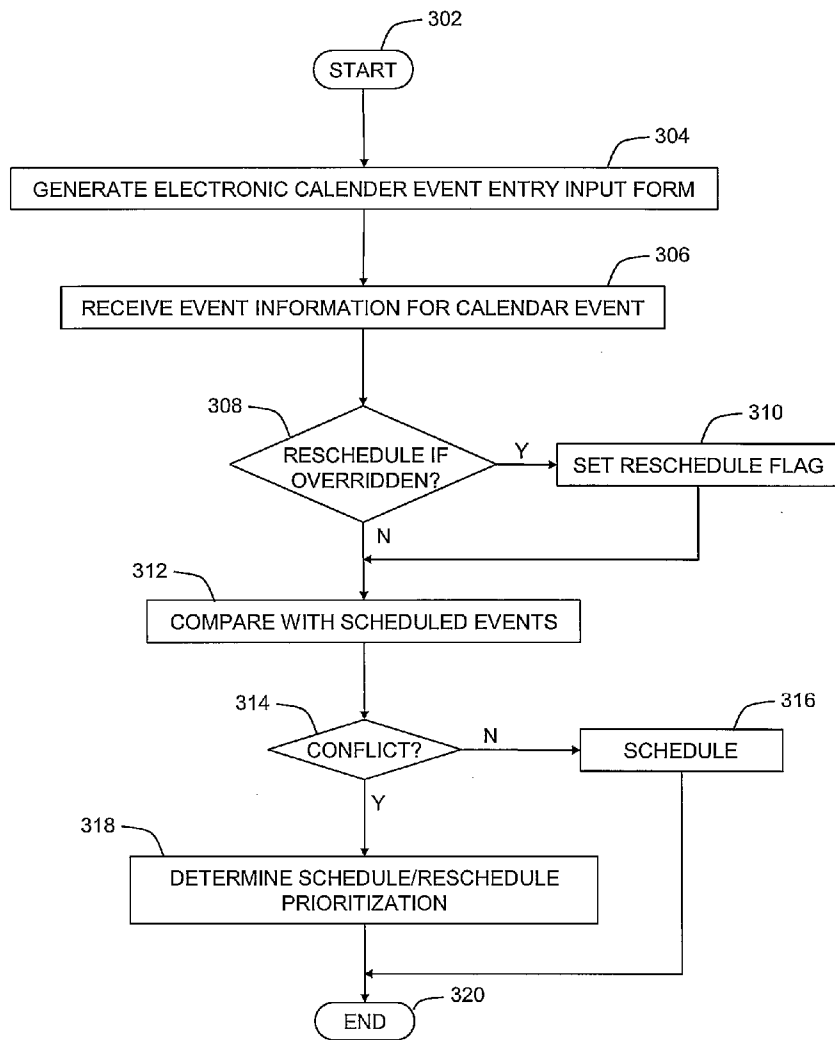 302
START
304
GENERATE ELECTRONIC CALENDER EVENT ENTRY INPUT FORM
306
RECEIVE EVENT INFORMATION FOR CALENDAR EVENT
308
RESCHEDULE IF
OVERRIDDEN?
Y
310
SET RESCHEDULE FLAG
N
312
COMPARE WITH SCHEDULED EVENTS
314
CONFLICT?
N
316
SCHEDULE
Y
318
DETERMINE SCHEDULE/RESCHEDULE
PRIORITIZATION
320
END